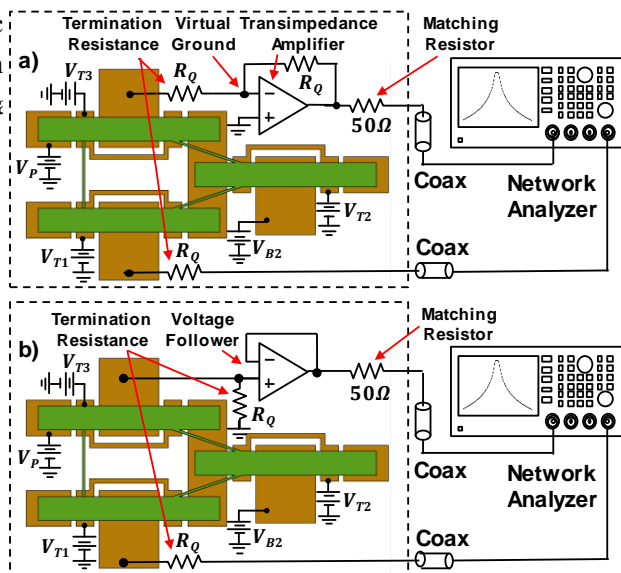 a)
Termination
Resistance
Virtual
Ground
Transimpedance
Amplifier
Matching
Resistor
V_T3
R_Q
R_Q
−
+
50Ω
V_P
V_T1
V_B2
V_T2
R_Q
Coax
Network
Analyzer
Coax
b)
Termination
Resistance
Voltage
Follower
Matching
Resistor
V_T3
−
+
R_Q
50Ω
V_P
V_T1
V_B2
V_T2
R_Q
Coax
Network
Analyzer
Coax